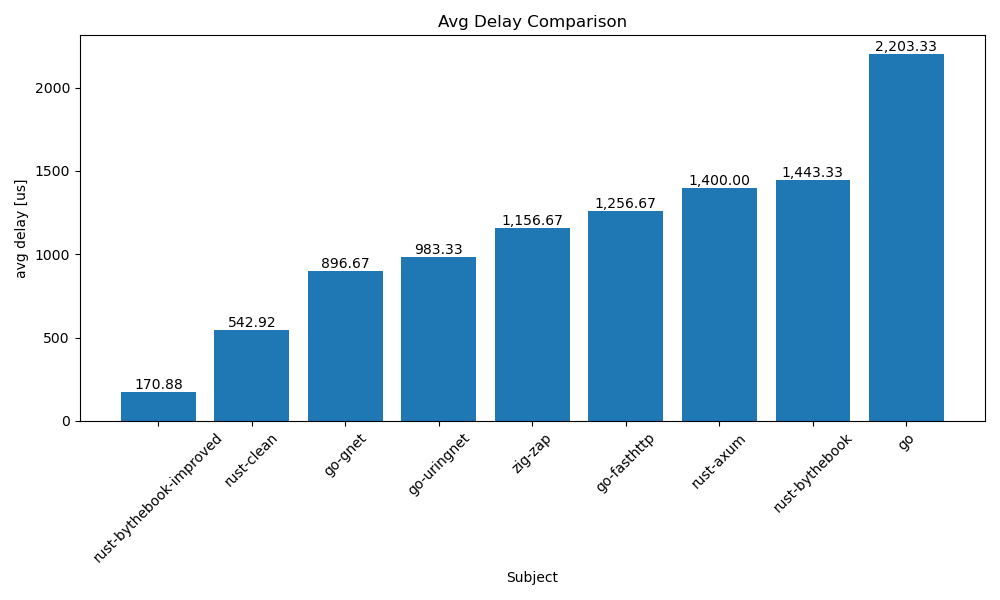 Avg Delay Comparison
avg delay [us]
2000
1500
1000
500
0
170.88
542.92
896.67
983.33
1,156.67
1,256.67
1,400.00
1,443.33
2,203.33
rust-bythebook-improved
rust-clean
go-gnet
go-uringnet
zig-zap
go-fasthttp
rust-axum
rust-bythebook
go
Subject